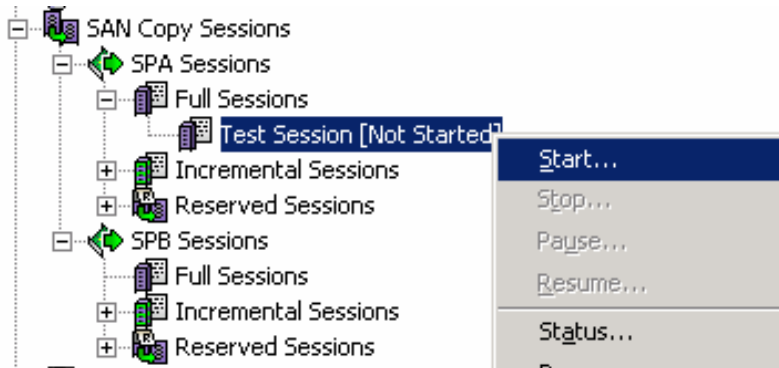 SAN Copy Sessions
SPA Sessions
Full Sessions
Test Session [Not Started]
Start...
Incremental Sessions
Stop...
Reserved Sessions
Pause...
SPB Sessions
Full Sessions
Resume...
Incremental Sessions
Status...
Reserved Sessions